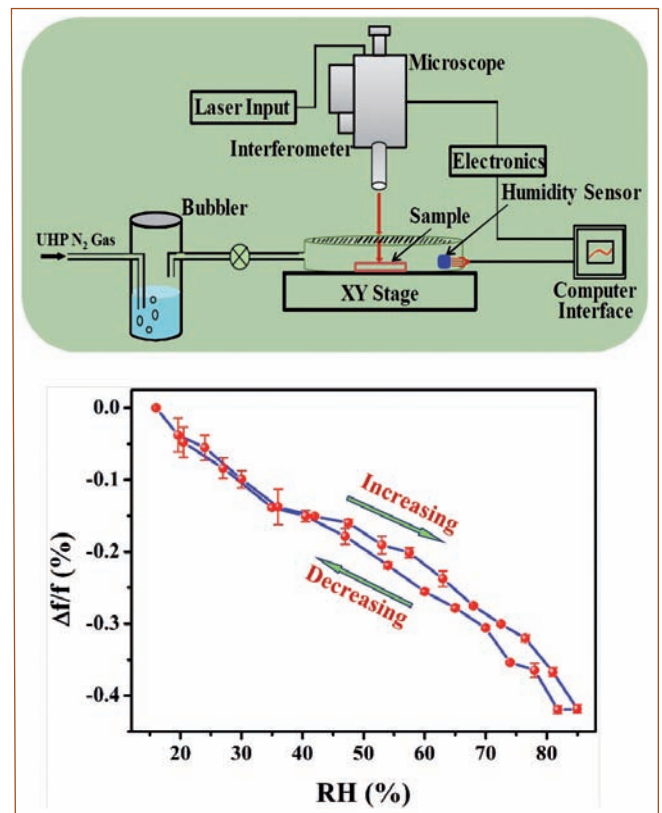 Microscope
Laser Input
Interferometer
Electronics
Bubbler
Humidity Sensor
Sample
UHP N₂ Gas
XY Stage
Computer
Interface
0.0
-0.1
-0.2
-0.3
-0.4
Δf/f (%)
Increasing
Decreasing
20 30 40 50 60 70 80
RH (%)